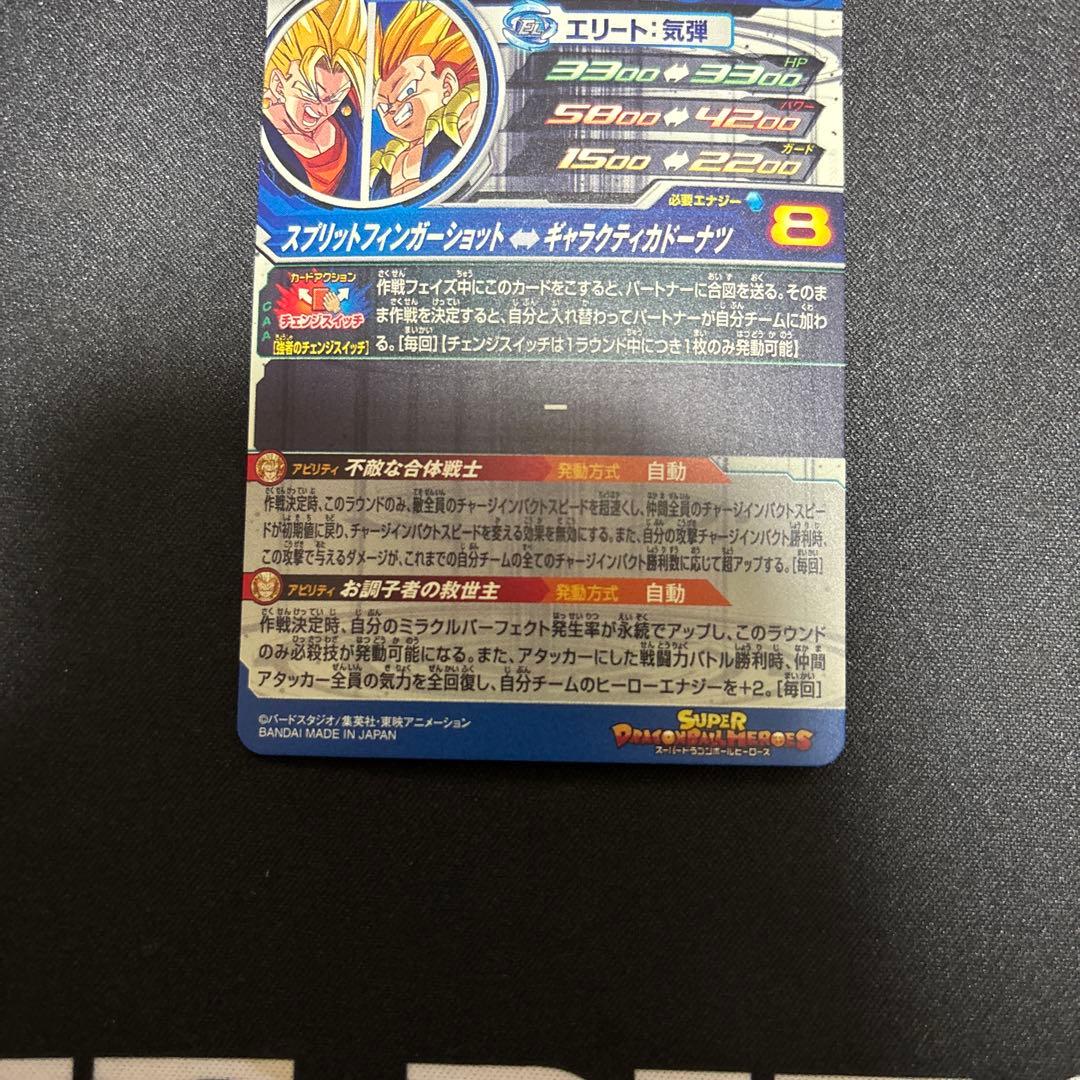 EL エリート:気弾
HP
3300 ⇔ 3300
パワー
5800 ⇔ 4200
ガード
1500 ⇔ 2200
必要エナジー 8
スプリットフィンガーショット ⇔ ギャラクティカドーナツ
カードアクション
チェンジスイッチ
[強者のチェンジスイッチ]
CAA
作戦フェイズ中にこのカードをこすると、パートナーに合図を送る。そのま
ま作戦を決定すると、自分と入れ替わってパートナーが自分チームに加わ
る。[毎回]【チェンジスイッチは1ラウンド中につき1枚のみ発動可能】
ー
アビリティ 不敵な合体戦士 発動方式 自動
作戦決定時、このラウンドのみ、敵全員のチャージインパクトスピードを超速くし、仲間全員のチャージインパクトスピー
ドが初期値に戻り、チャージインパクトスピードを変える効果を無効にする。また、自分の攻撃チャージインパクト勝利時、
この攻撃で与えるダメージが、これまでの自分チームの全てのチャージインパクト勝利数に応じて超アップする。[毎回]
アビリティ お調子者の救世主 発動方式 自動
作戦決定時、自分のミラクルパーフェクト発生率が永続でアップし、このラウンド
のみ必殺技が発動可能になる。また、アタッカーにした戦闘力バトル勝利時、仲間
アタッカー全員の気力を全回復し、自分チームのヒーローエナジーを+2。[毎回]
©バードスタジオ/集英社・東映アニメーション
BANDAI MADE IN JAPAN
SUPER
DRAGONBALL HEROES
スーパードラゴンボールヒーローズ